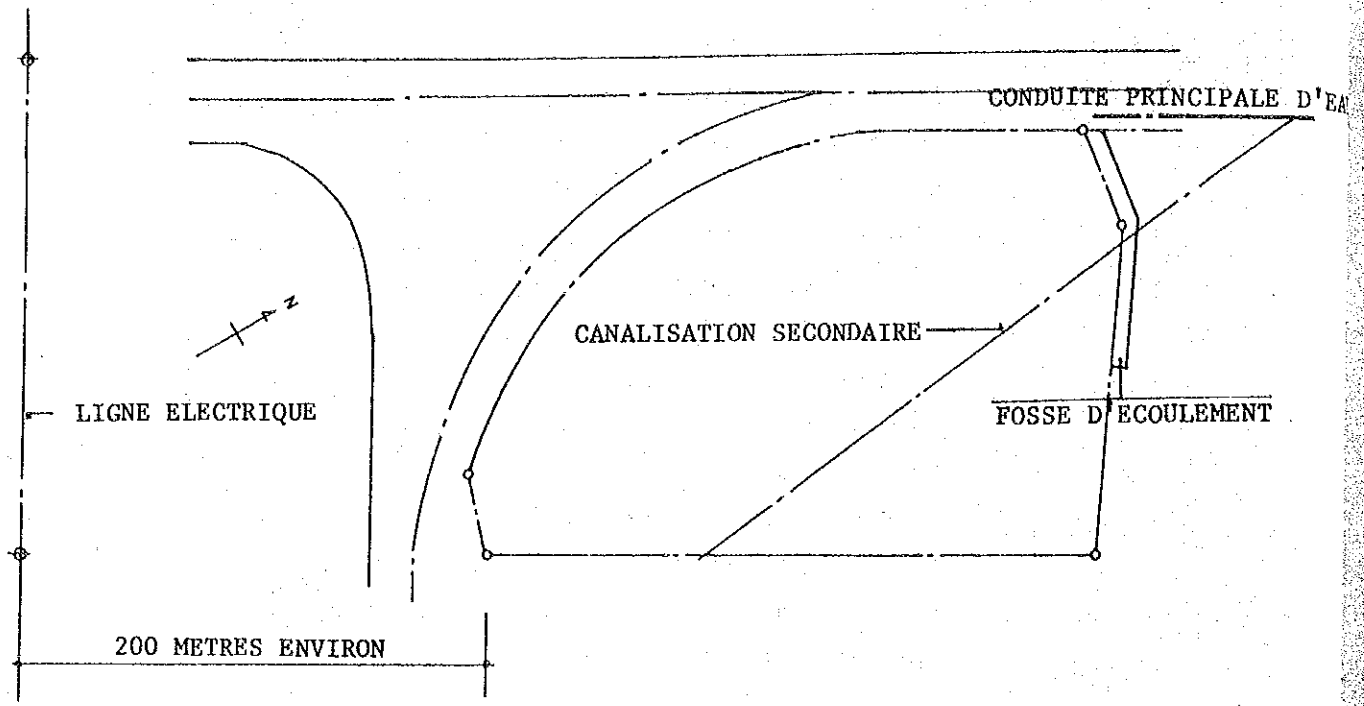 CONDUITE PRINCIPALE D'EA
N
CANALISATION SECONDAIRE
LIGNE ELECTRIQUE
FOSSE D'ECOULEMENT
200 METRES ENVIRON